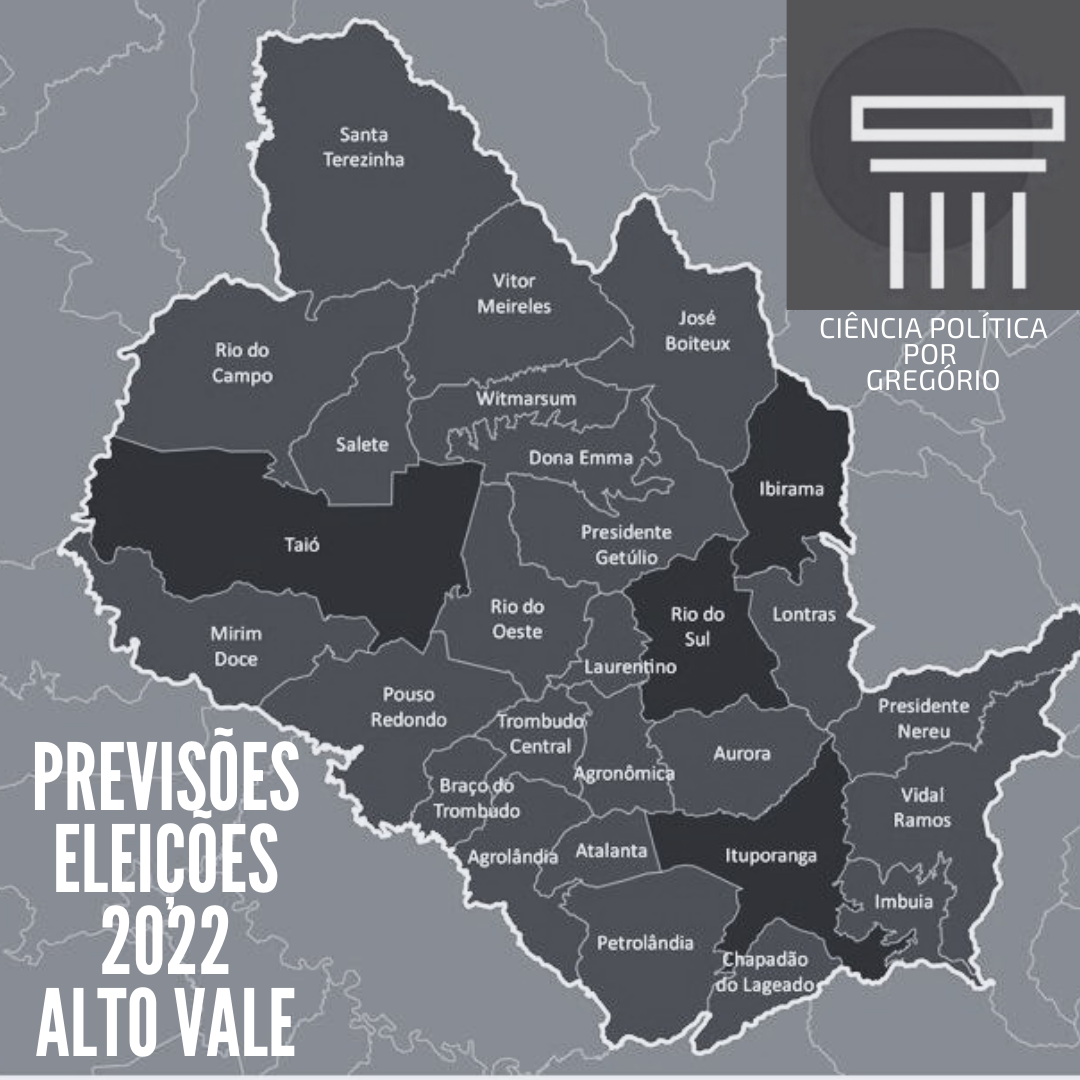 Santa
Terezinha
Vitor
Meireles
José
Boiteux
CIÊNCIA POLÍTICA
POR
GREGÓRIO
Rio do
Campo
Witmarsum
Salete
Dona Emma
Ibirama
Presidente
Getúlio
Taió
Rio do
Oeste
Rio do
Sul
Lontras
Mirim
Doce
Laurentino
Pouso
Redondo
Trombudo
Central
Presidente
Nereu
Aurora
Agronômica
Braço do
Trombudo
Vidal
Ramos
Agrolândia
Atalanta
Ituporanga
Imbuia
Petrolândia
Chapadão
do Lageado
PREVISÕES
ELEIÇÕES
2022
ALTO VALE